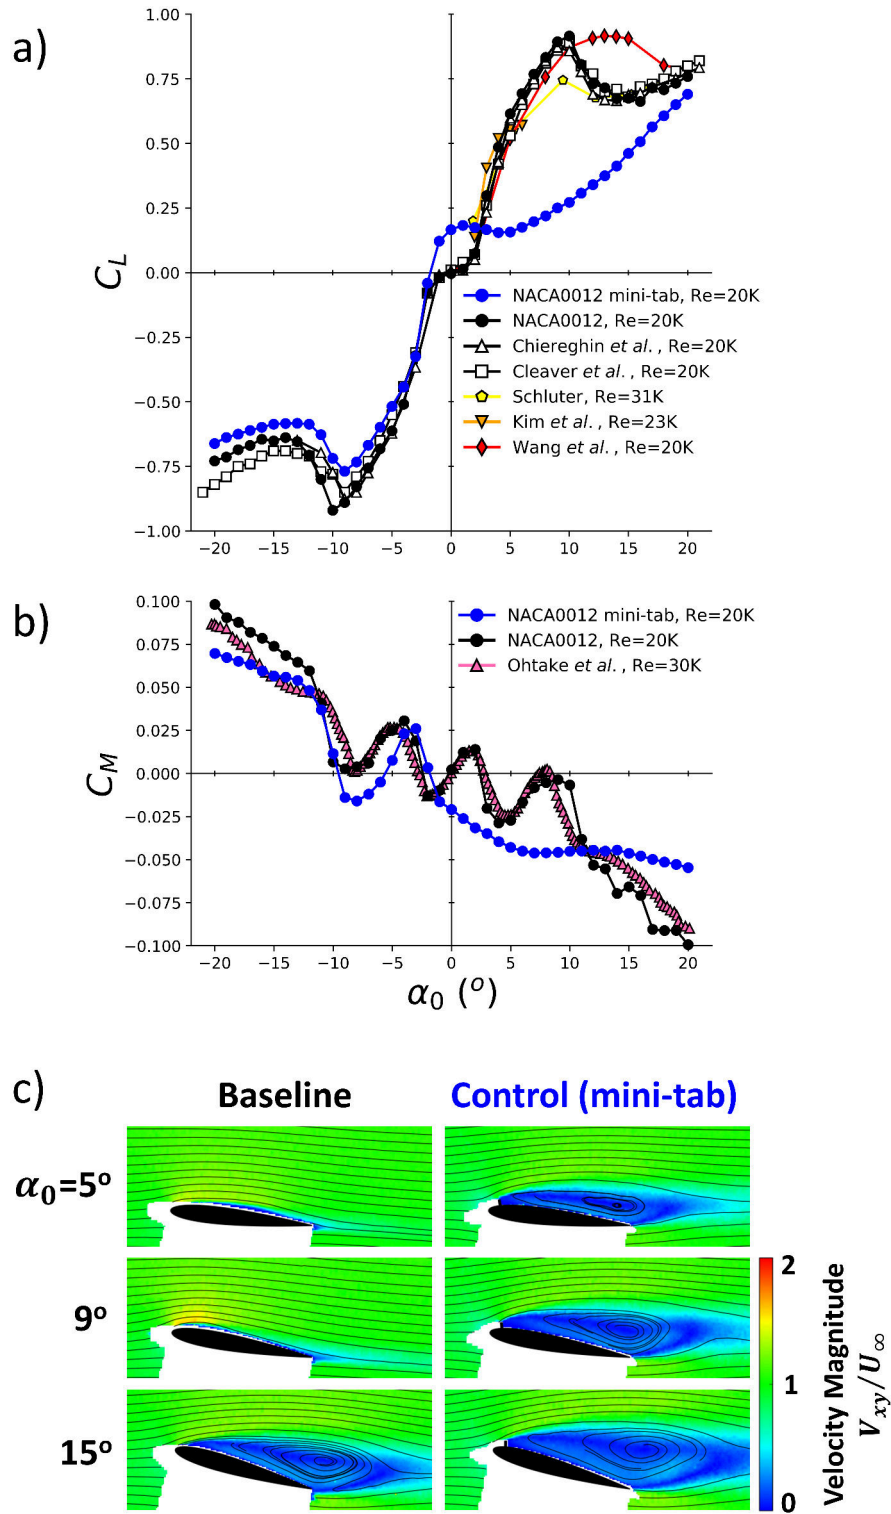 a)
1.00
0.75
0.50
0.25
0.00
−0.25
−0.50
−0.75
−1.00
C_L
NACA0012 mini-tab, Re=20K
NACA0012, Re=20K
Chiereghin et al. , Re=20K
Cleaver et al. , Re=20K
Schluter, Re=31K
Kim et al. , Re=23K
Wang et al. , Re=20K
−20 −15 −10 −5 0 5 10 15 20
b)
0.100
0.075
0.050
0.025
0.000
−0.025
−0.050
−0.075
−0.100
C_M
NACA0012 mini-tab, Re=20K
NACA0012, Re=20K
Ohtake et al. , Re=30K
−20 −15 −10 −5 0 5 10 15 20
α₀ (°)
c)
Baseline Control (mini-tab)
α₀=5°
9°
15°
2
1
0
Velocity Magnitude
V_xy/U_∞